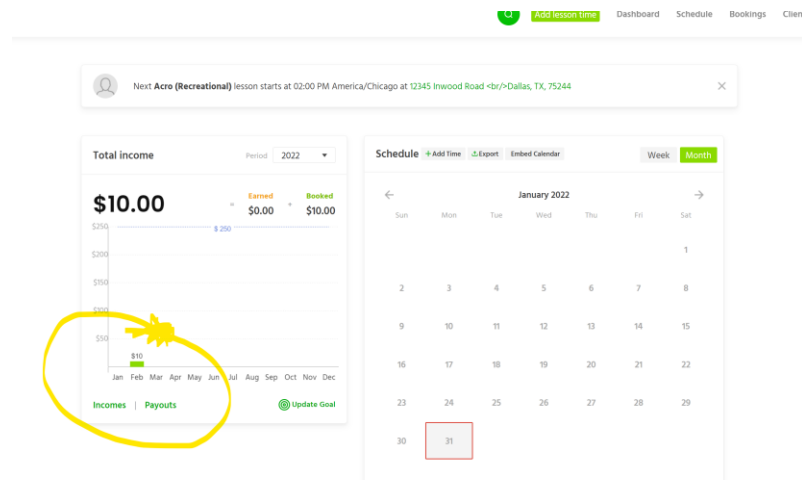 Add lesson time Dashboard Schedule Bookings
Next Acro (Recreational) lesson starts at 02:00 PM America/Chicago at 12345 Inwood Road <br/>Dallas, TX, 75244
Total income Period 2022
$10.00 Earned $0.00 Booked $10.00
$250 $ 250
$200
$150
$100
$50
$10
Jan Feb Mar Apr May Jun Jul Aug Sep Oct Nov Dec
Incomes | Payouts Update Goal
Schedule + Add Time Export Embed Calendar Week Month
January 2022
Sun Mon Tue Wed Thu Fri Sat
1
2 3 4 5 6 7 8
9 10 11 12 13 14 15
16 17 18 19 20 21 22
23 24 25 26 27 28 29
30 31